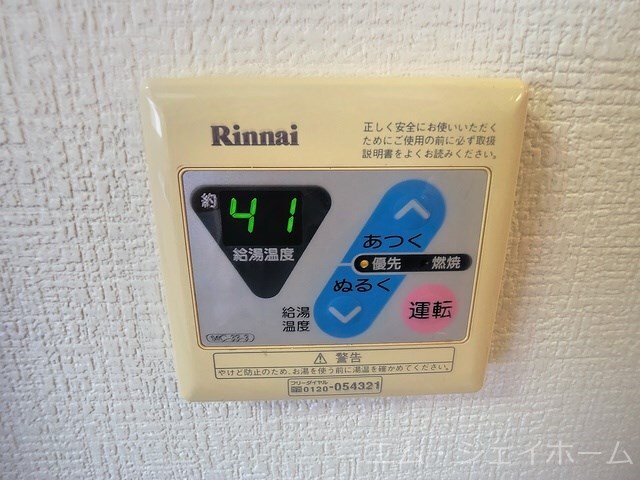 Rinnai
正しく安全にお使いいただく
ためにご使用の前に必ず取扱
説明書をよくお読みください。
約 41
給湯温度
あつく
優先 燃焼
ぬるく
給湯
温度
運転
MC-33-3
⚠ 警告
やけど防止のため、お湯を使う前に湯温を確かめてください。
フリーダイヤル
0120-054321
エム・ジェイホーム